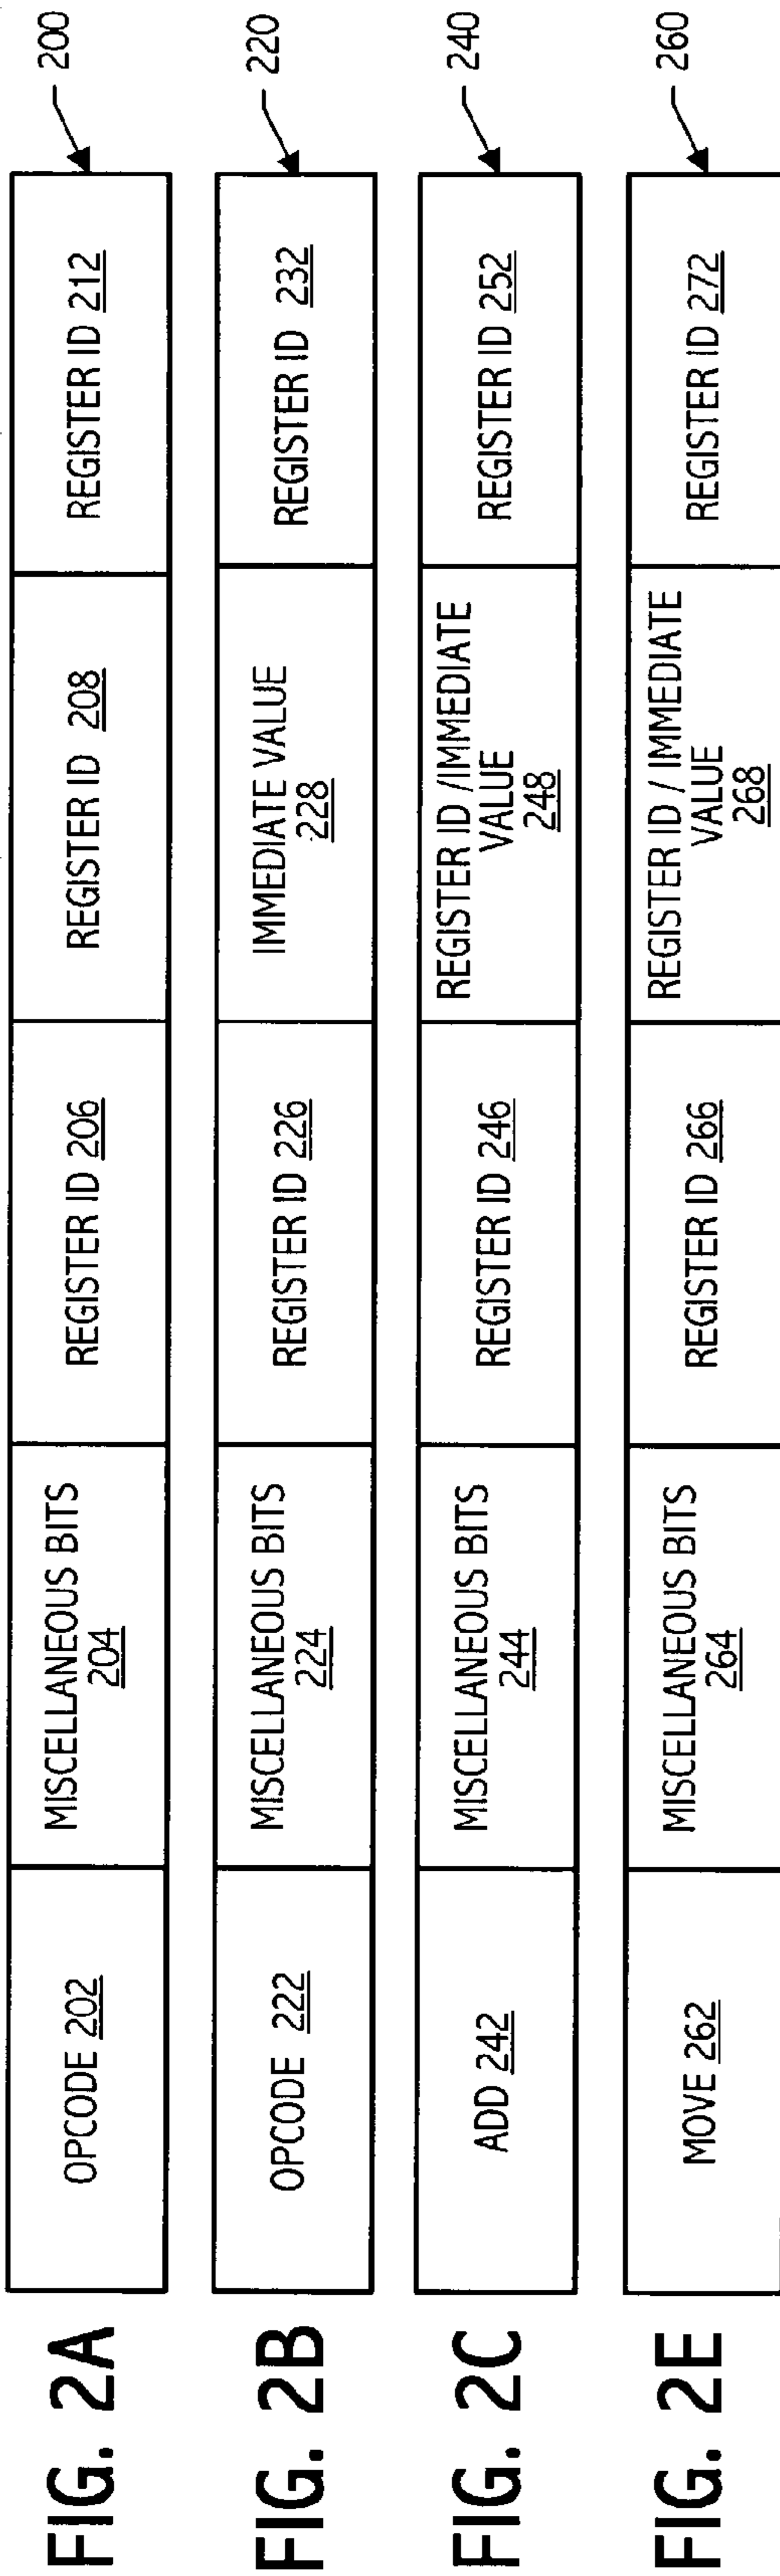 FIG. 2A
OPCODE 202
MISCELLANEOUS BITS
204
REGISTER ID 206
REGISTER ID 208
REGISTER ID 212
200
FIG. 2B
OPCODE 222
MISCELLANEOUS BITS
224
REGISTER ID 226
IMMEDIATE VALUE
228
REGISTER ID 232
220
FIG. 2C
ADD 242
MISCELLANEOUS BITS
244
REGISTER ID 246
REGISTER ID /IMMEDIATE
VALUE
248
REGISTER ID 252
240
FIG. 2E
MOVE 262
MISCELLANEOUS BITS
264
REGISTER ID 266
REGISTER ID / IMMEDIATE
VALUE
268
REGISTER ID 272
260